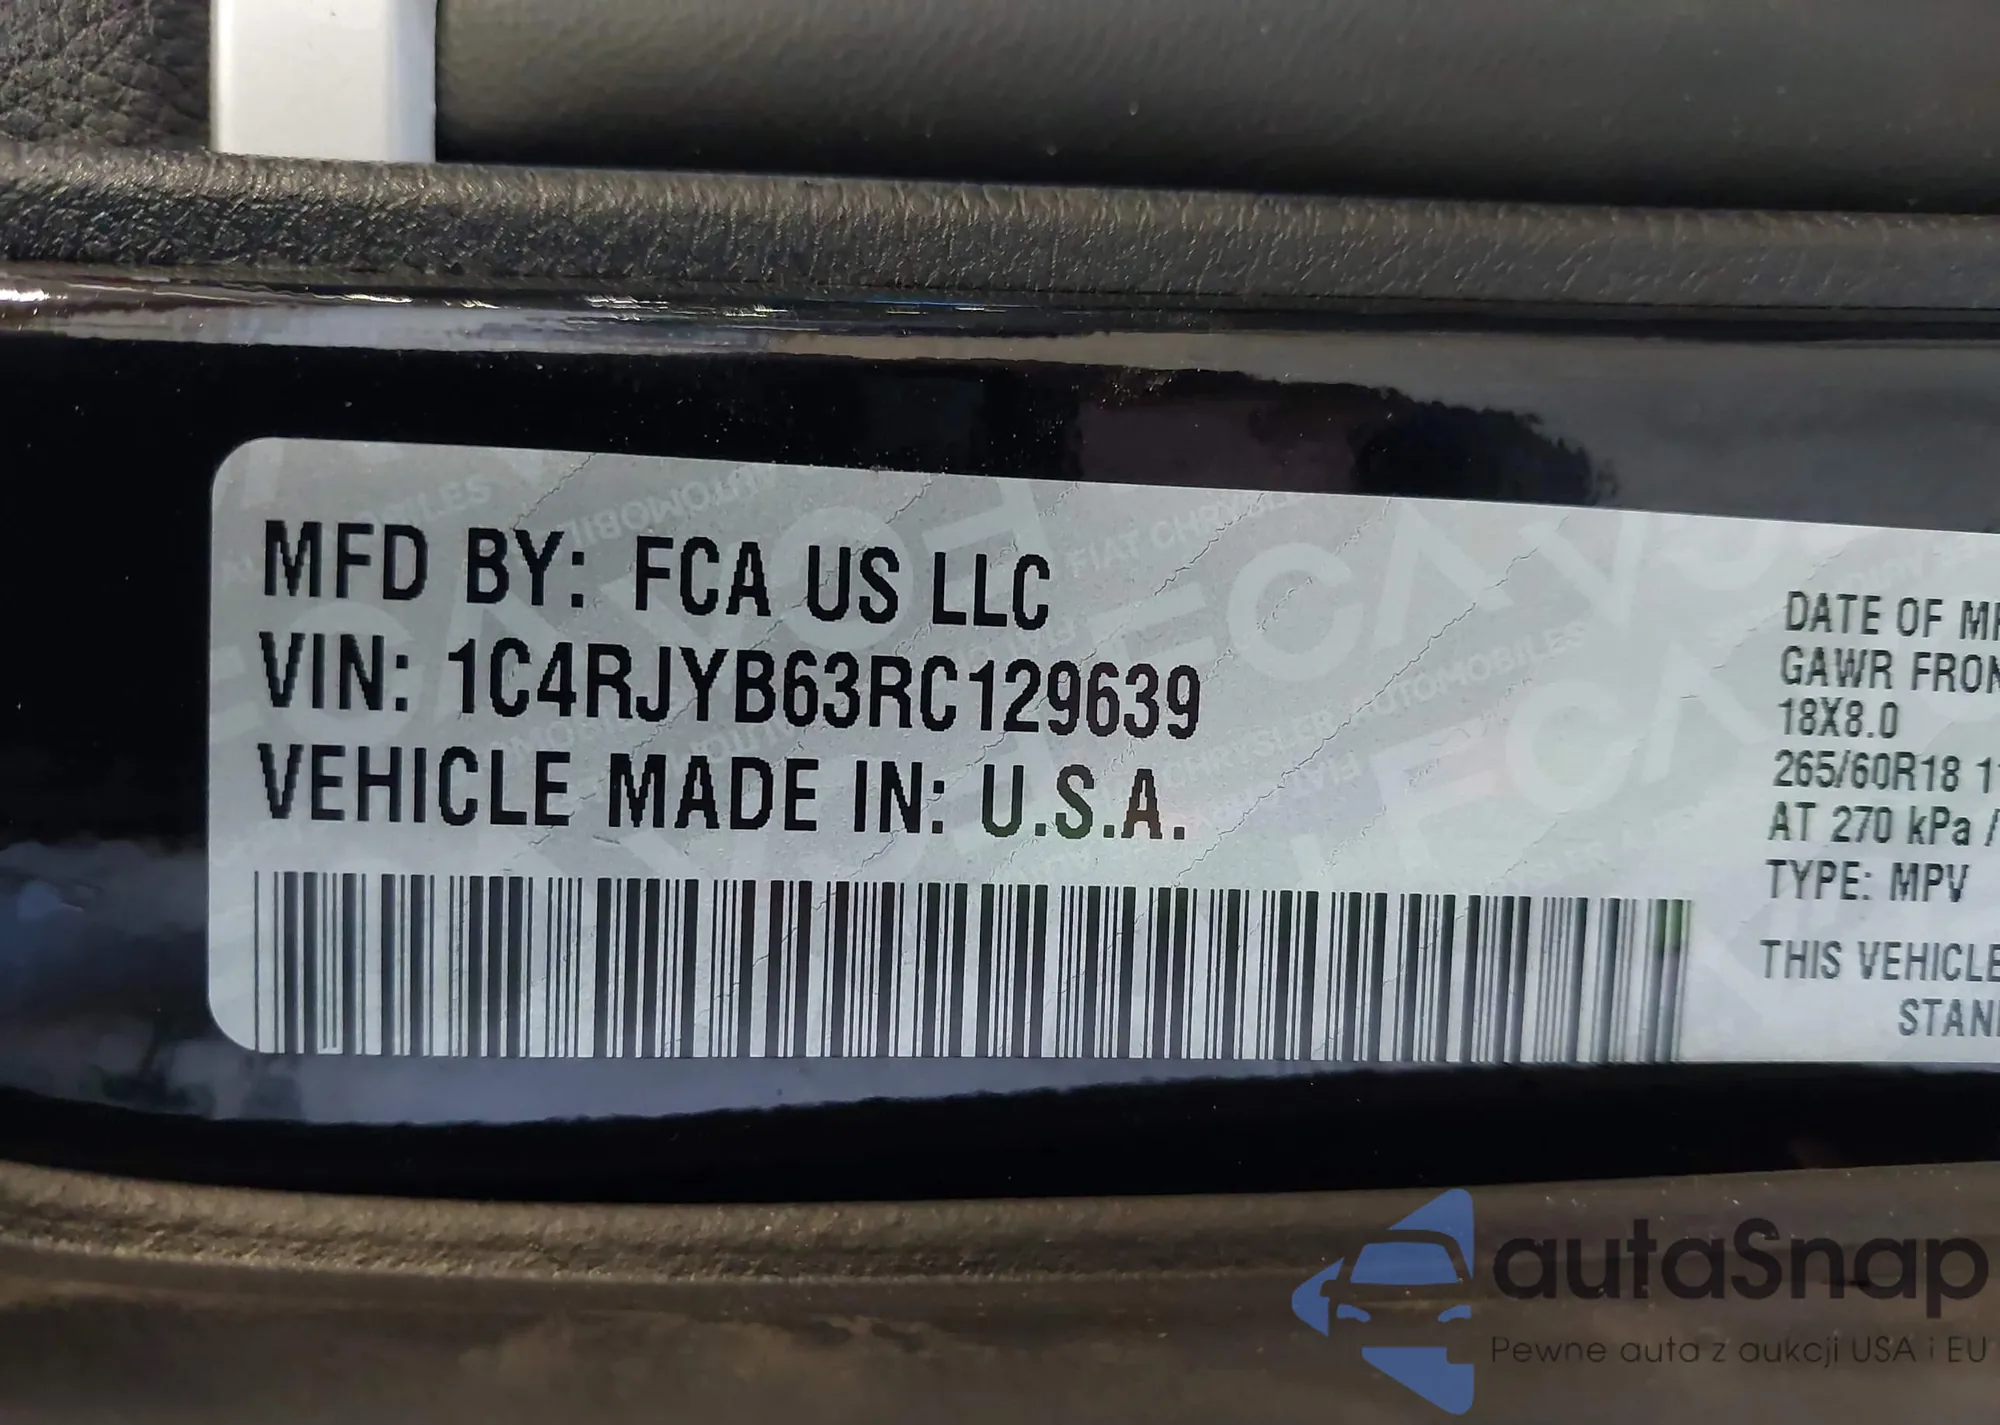 MFD BY: FCA US LLC
VIN: 1C4RJYB63RC129639
VEHICLE MADE IN: U.S.A.
DATE OF
GAWR
18X8.0
265/60R18
AT 270 kPa /
TYPE: MPV
THIS VEHICLE
autaSnap
Pewne auta z aukcji USA i EU